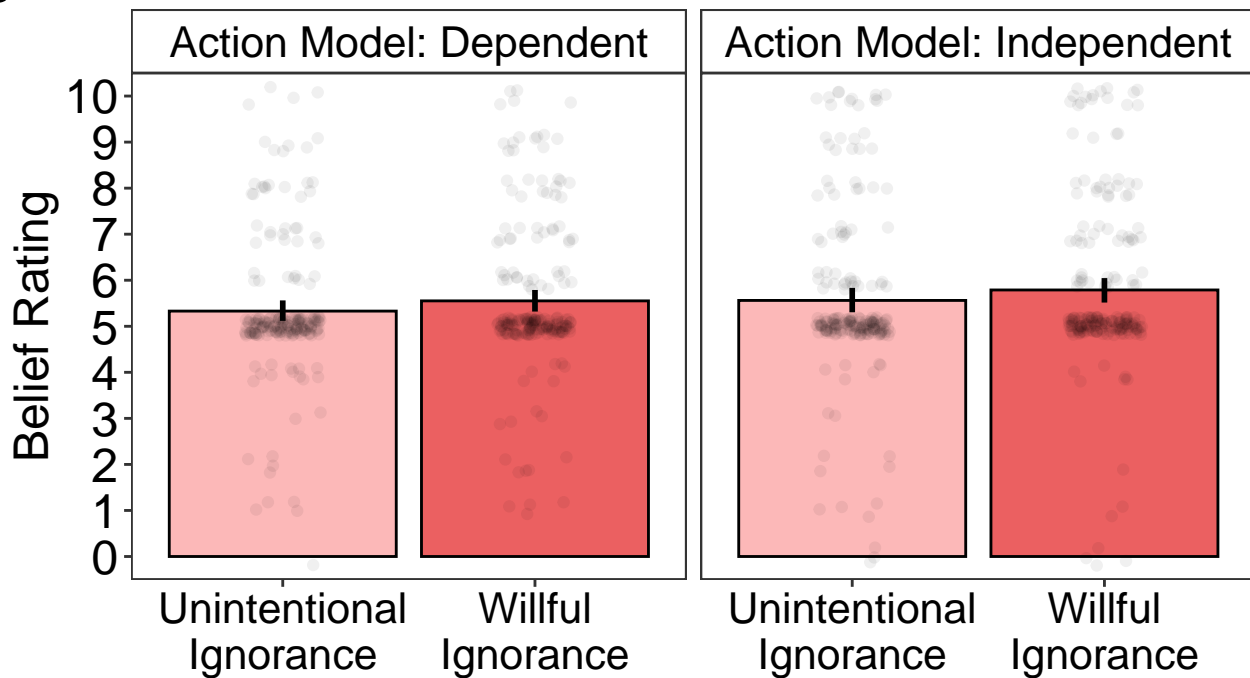 Action Model: Dependent
Action Model: Independent
Belief Rating
10
9
8
7
6
5
4
3
2
1
0
Unintentional
Ignorance
Willful
Ignorance
Unintentional
Ignorance
Willful
Ignorance